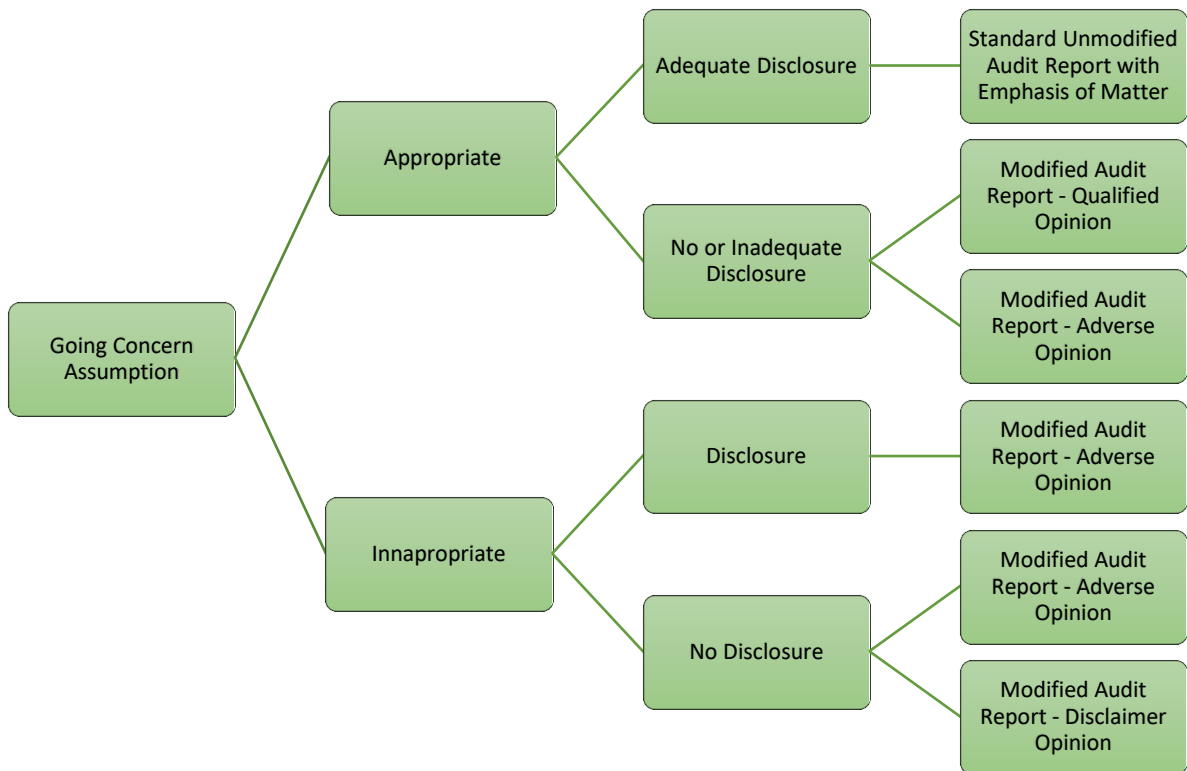 Going Concern
Assumption
Appropriate
Adequate Disclosure
Standard Unmodified
Audit Report with
Emphasis of Matter
No or Inadequate
Disclosure
Modified Audit
Report - Qualified
Opinion
Modified Audit
Report - Adverse
Opinion
Innapropriate
Disclosure
Modified Audit
Report - Adverse
Opinion
No Disclosure
Modified Audit
Report - Adverse
Opinion
Modified Audit
Report - Disclaimer
Opinion